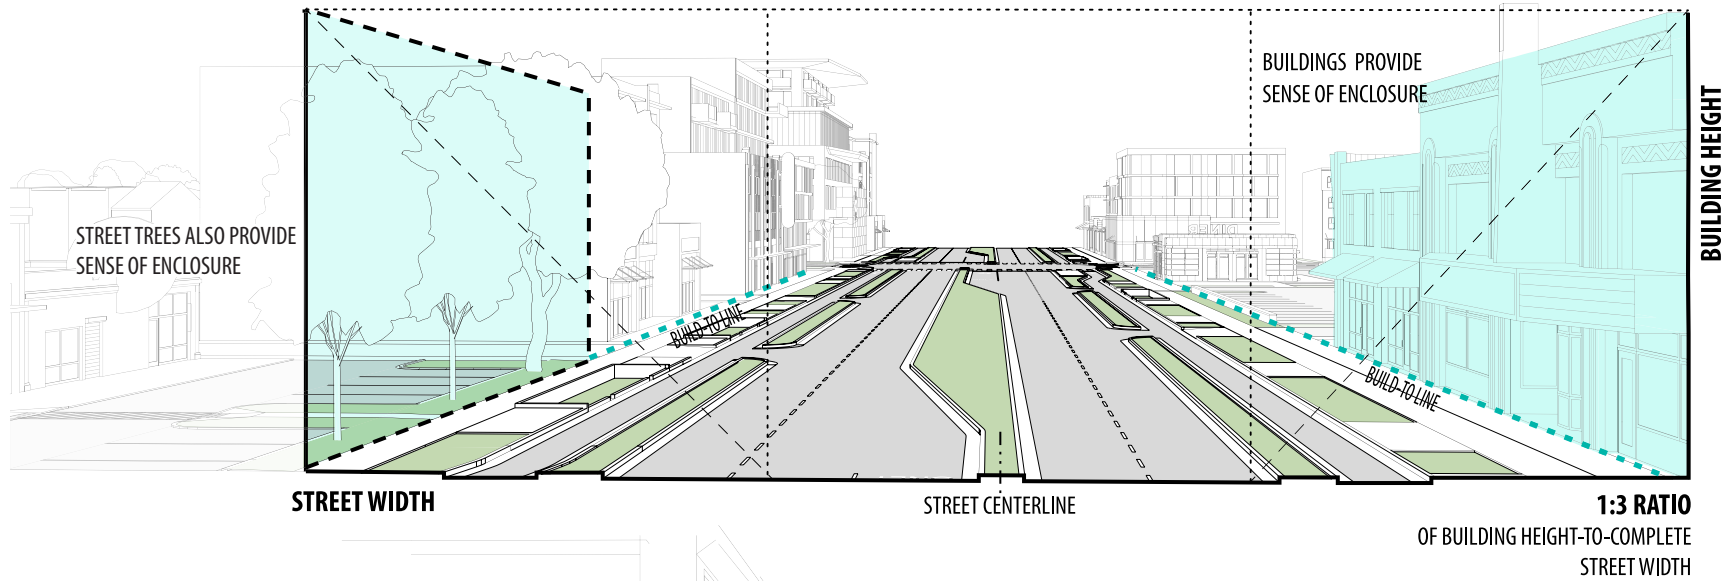 BUILDINGS PROVIDE
SENSE OF ENCLOSURE
BUILDING HEIGHT
STREET TREES ALSO PROVIDE
SENSE OF ENCLOSURE
DINER
BUILD-TO LINE
BUILD-TO LINE
STREET WIDTH
STREET CENTERLINE
1:3 RATIO
OF BUILDING HEIGHT-TO-COMPLETE
STREET WIDTH